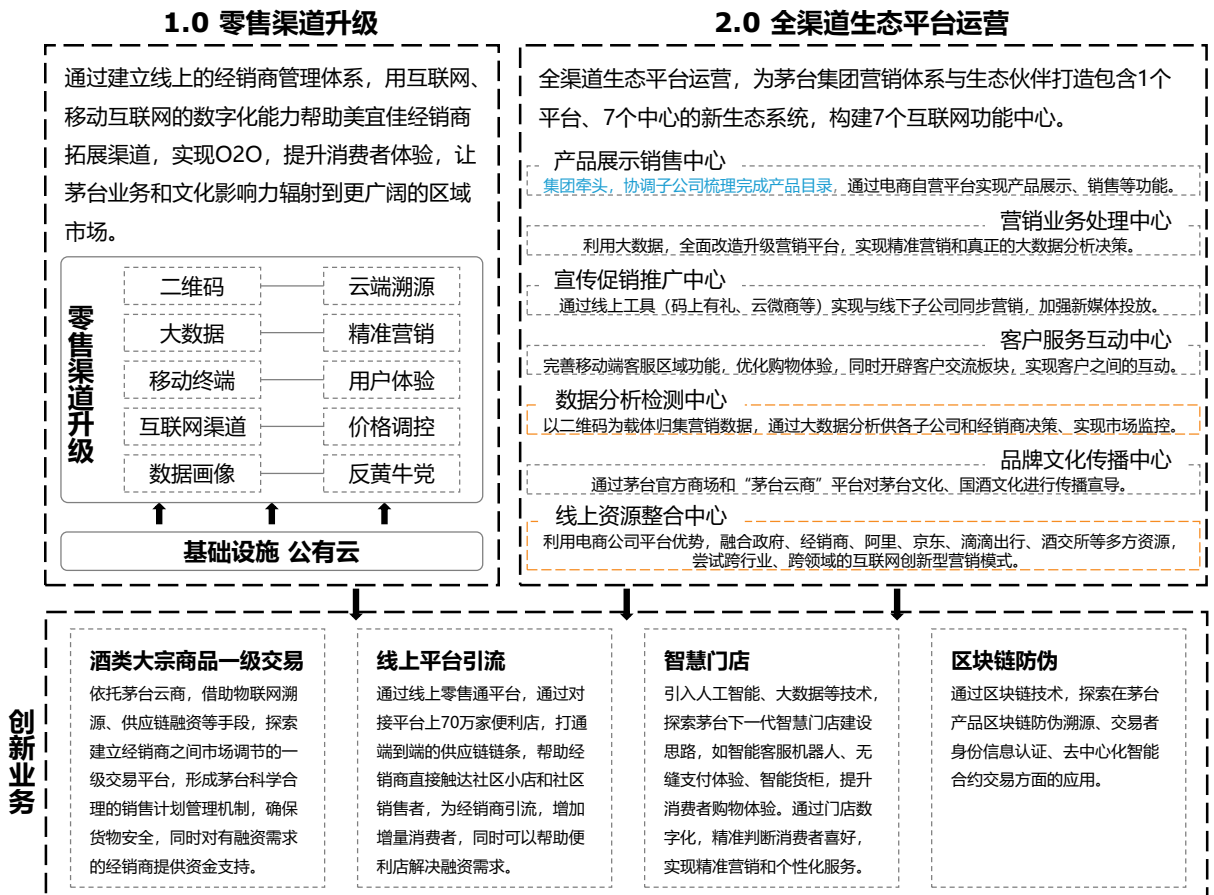 1.0 零售渠道升级
通过建立线上的经销商管理体系，用互联网、
移动互联网的数字化能力帮助美宜佳经销商
拓展渠道，实现O2O，提升消费者体验，让
茅台业务和文化影响力辐射到更广阔的区域
市场。
零售渠道升级
二维码
云端溯源
大数据
精准营销
移动终端
用户体验
互联网渠道
价格调控
数据画像
反黄牛党
基础设施 公有云
2.0 全渠道生态平台运营
全渠道生态平台运营，为茅台集团营销体系与生态伙伴打造包含1个
平台、7个中心的新生态系统，构建7个互联网功能中心。
产品展示销售中心
集团牵头，协调子公司梳理完成产品目录，通过电商自营平台实现产品展示、销售等功能。
营销业务处理中心
利用大数据，全面改造升级营销平台，实现精准营销和真正的大数据分析决策。
宣传促销推广中心
通过线上工具（码上有礼、云微商等）实现与线下子公司同步营销，加强新媒体投放。
客户服务互动中心
完善移动端客服区域功能，优化购物体验，同时开辟客户交流板块，实现客户之间的互动。
数据分析检测中心
以二维码为载体归集营销数据，通过大数据分析供各子公司和经销商决策、实现市场监控。
品牌文化传播中心
通过茅台官方商场和“茅台云商”平台对茅台文化、国酒文化进行传播宣导。
线上资源整合中心
利用电商公司平台优势，融合政府、经销商、阿里、京东、滴滴出行、酒交所等多方资源，
尝试跨行业、跨领域的互联网创新型营销模式。
创新业务
酒类大宗商品一级交易
依托茅台云商，借助物联网溯
源、供应链融资等手段，探索
建立经销商之间市场调节的一
级交易平台，形成茅台科学合
理的销售计划管理机制，确保
货物安全，同时对有融资需求
的经销商提供资金支持。
线上平台引流
通过线上零售通平台，通过对
接平台上70万家便利店，打通
端到端的供应链链条，帮助经
销商直接触达社区小店和社区
销售者，为经销商引流，增加
增量消费者，同时可以帮助便
利店解决融资需求。
智慧门店
引入人工智能、大数据等技术，
探索茅台下一代智慧门店建设
思路，如智能客服机器人、无
缝支付体验、智能货柜，提升
消费者购物体验。通过门店数
字化，精准判断消费者喜好，
实现精准营销和个性化服务。
区块链防伪
通过区块链技术，探索在茅台
产品区块链防伪溯源、交易者
身份信息认证、去中心化智能
合约交易方面的应用。